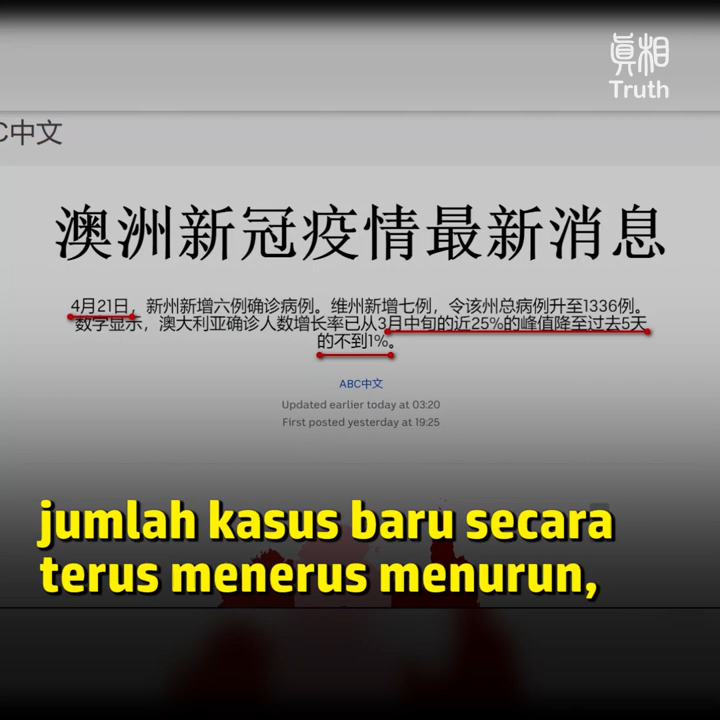 眞相
Truth
C中文
澳洲新冠疫情最新消息
4月21日，新州新增六例确诊病例。维州新增七例，令该州总病例升至1336例。
数字显示，澳大利亚确诊人数增长率已从3月中旬的近25%的峰值降至过去5天
的不到1%。
ABC中文
Updated earlier today at 03:20
First posted yesterday at 19:25
jumlah kasus baru secara
terus menerus menurun,